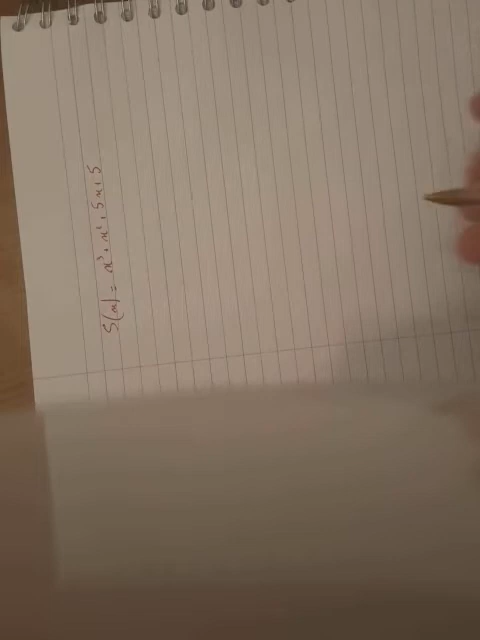 S(x) = x³ + x² + 5x + 5